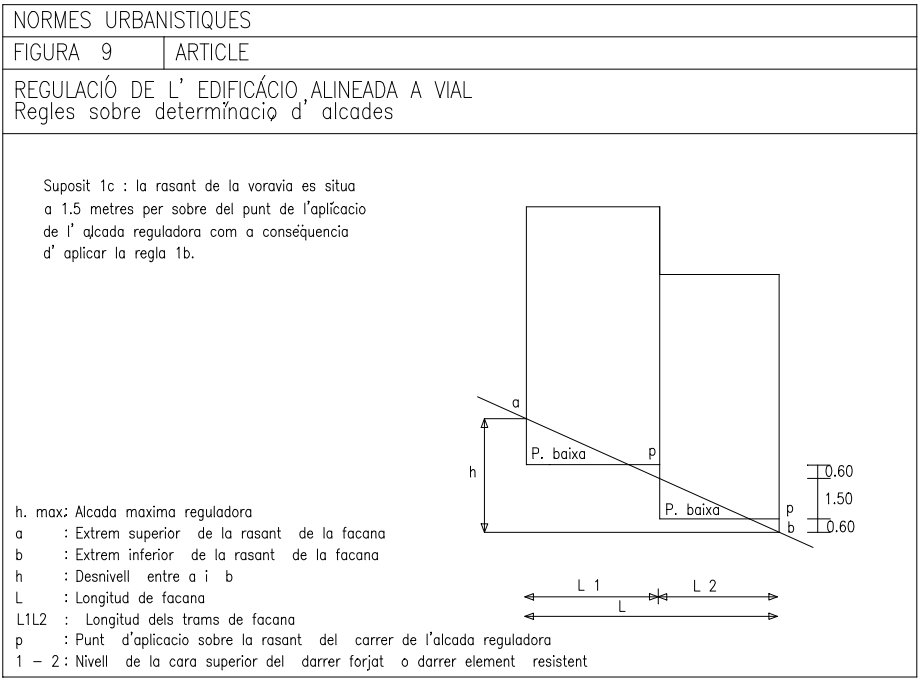 NORMES URBANISTIQUES
FIGURA 9 ARTICLE
REGULACIÓ DE L' EDIFICÁCIO ALINEADA A VIAL
Regles sobre determínacio d' alcades
Suposit 1c : la rasant de la voravia es situa
a 1.5 metres per sobre del punt de l'aplícacio
de l' alçada reguladora com a conseqüencia
d' aplicar la regla 1b.
a
P. baixa
p
h
0.60
1.50
P. baixa
p
b
0.60
L 1
L 2
L
h. max: Alcada maxima reguladora
a : Extrem superior de la rasant de la facana
b : Extrem inferior de la rasant de la facana
h : Desnivell entre a i b
L : Longitud de facana
L1L2 : Longitud dels trams de facana
p : Punt d'aplicacio sobre la rasant del carrer de l'alcada reguladora
1 - 2: Nivell de la cara superior del darrer forjat o darrer element resistent